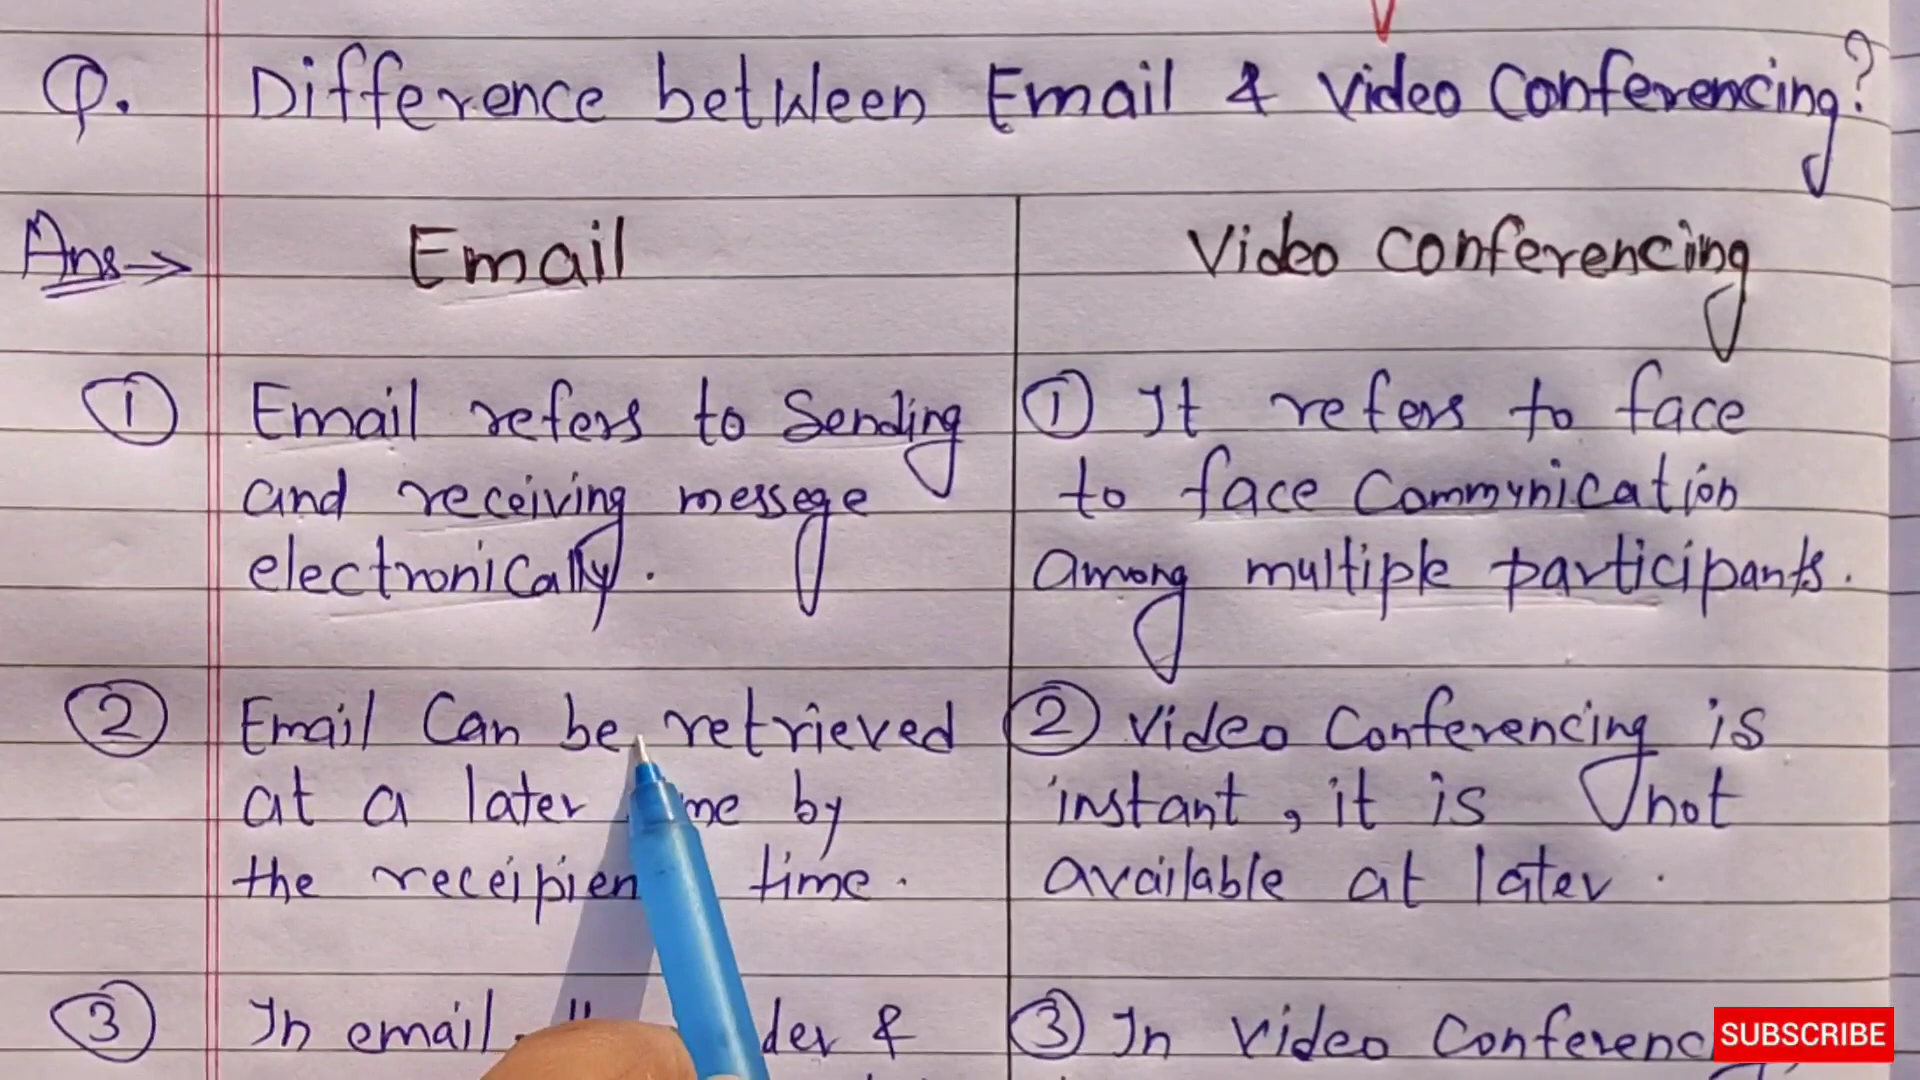 Q. Difference between Email & Video Conferencing?
Ans→ Email Video Conferencing
① Email refers to Sending
and receiving messege
electronically.
① It refers to face
to face Communication
among multiple participants.
② Email Can be retrieved
at a later by
the time.
② Video Conferencing is
instant, it is not
available at later.
③ In email &
③ In Video
SUBSCRIBE